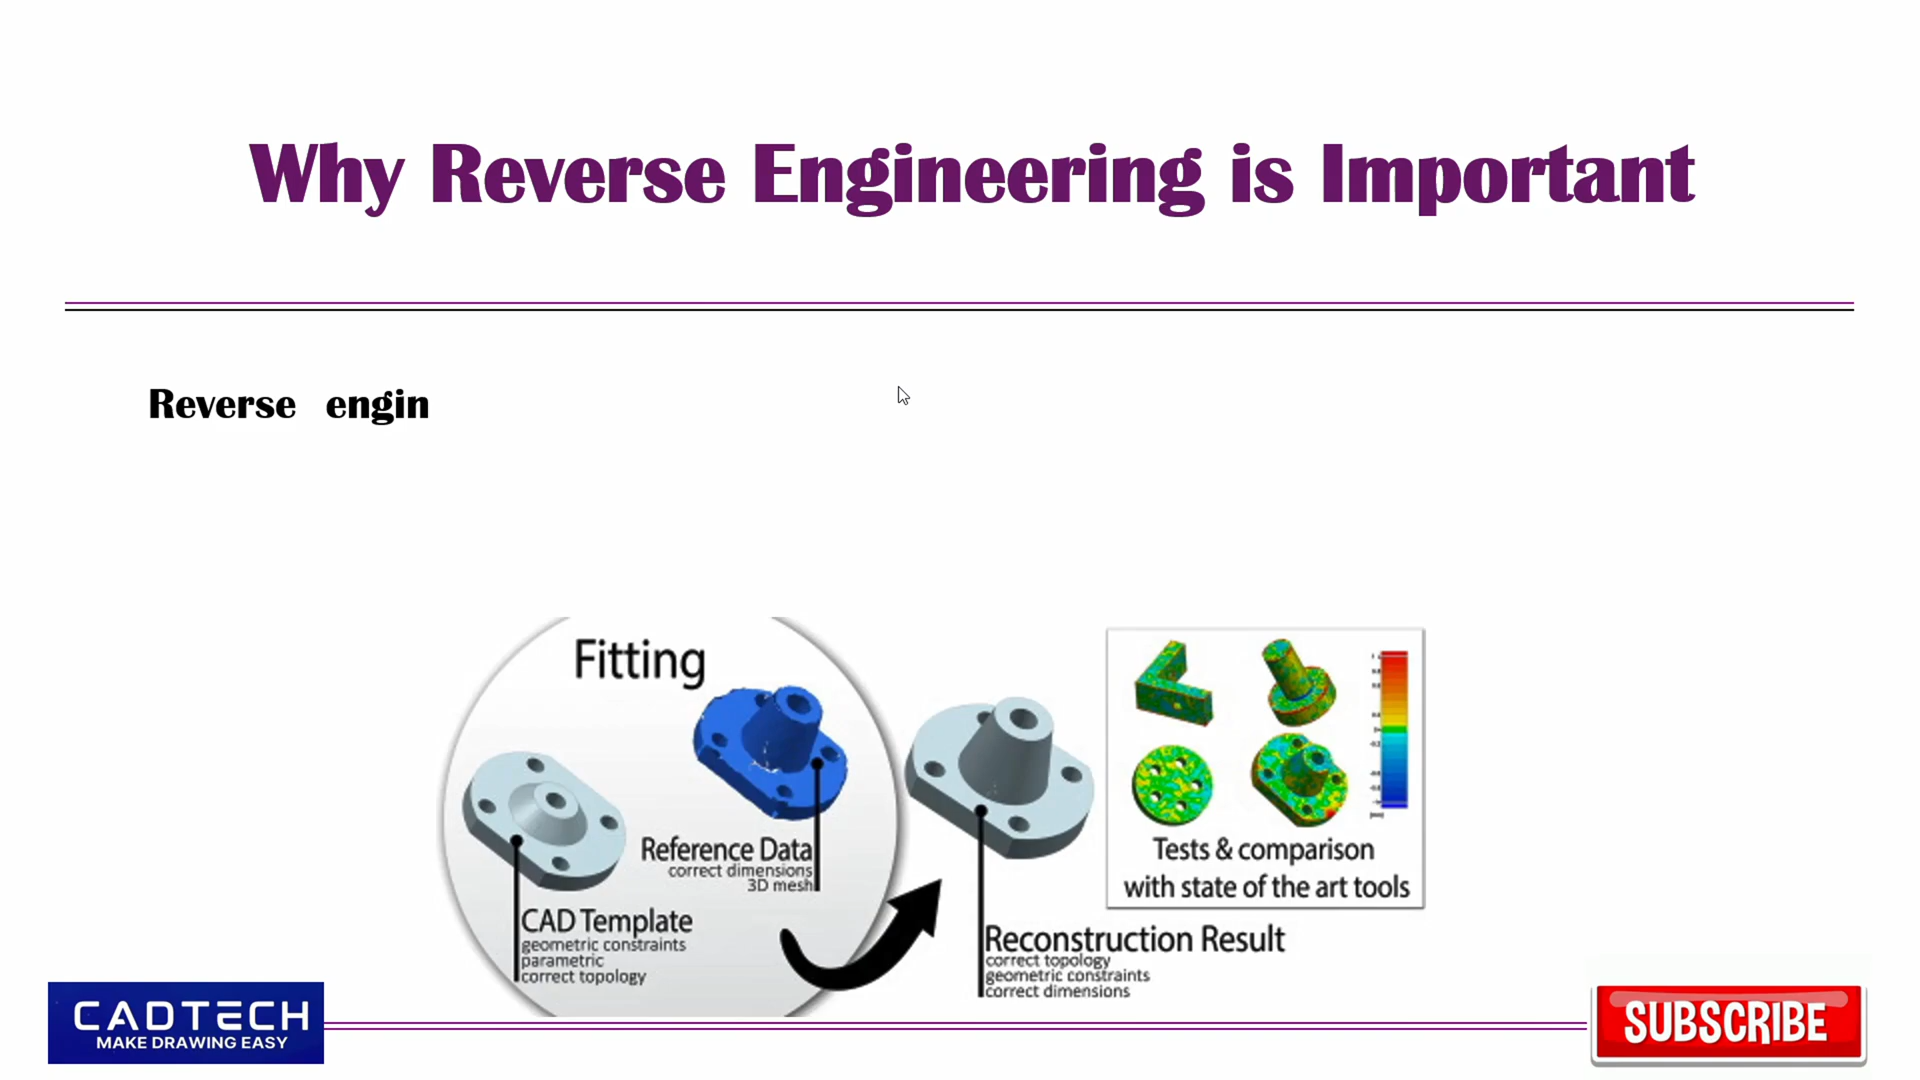 Why Reverse Engineering is Important
Reverse engin
Fitting
Reference Data
correct dimensions
3D mesh
CAD Template
geometric constraints
parametric
correct topology
Tests & comparison
with state of the art tools
Reconstruction Result
correct topology
geometric constraints
correct dimensions
CADTECH
MAKE DRAWING EASY
SUBSCRIBE